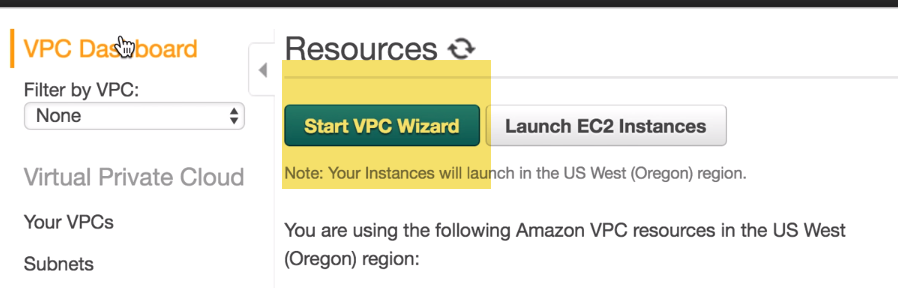 VPC Dashboard
Filter by VPC:
None
Virtual Private Cloud
Your VPCs
Subnets
Resources
Start VPC Wizard
Launch EC2 Instances
Note: Your Instances will launch in the US West (Oregon) region.
You are using the following Amazon VPC resources in the US West
(Oregon) region: